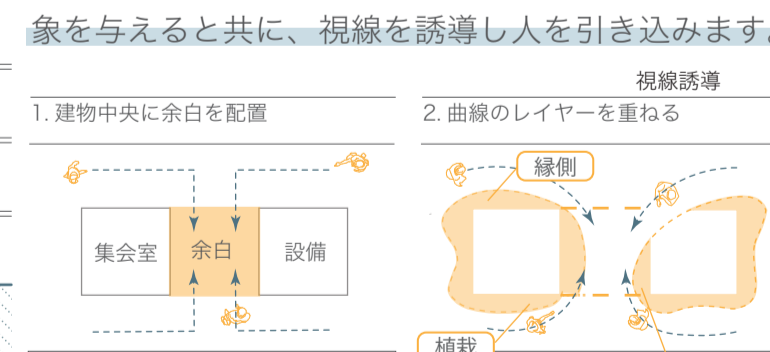 象を与えると共に、視線を誘導し人を引き込みます。
視線誘導
1. 建物中央に余白を配置
2. 曲線のレイヤーを重ねる
縁側
集会室
余白
設備
植栽